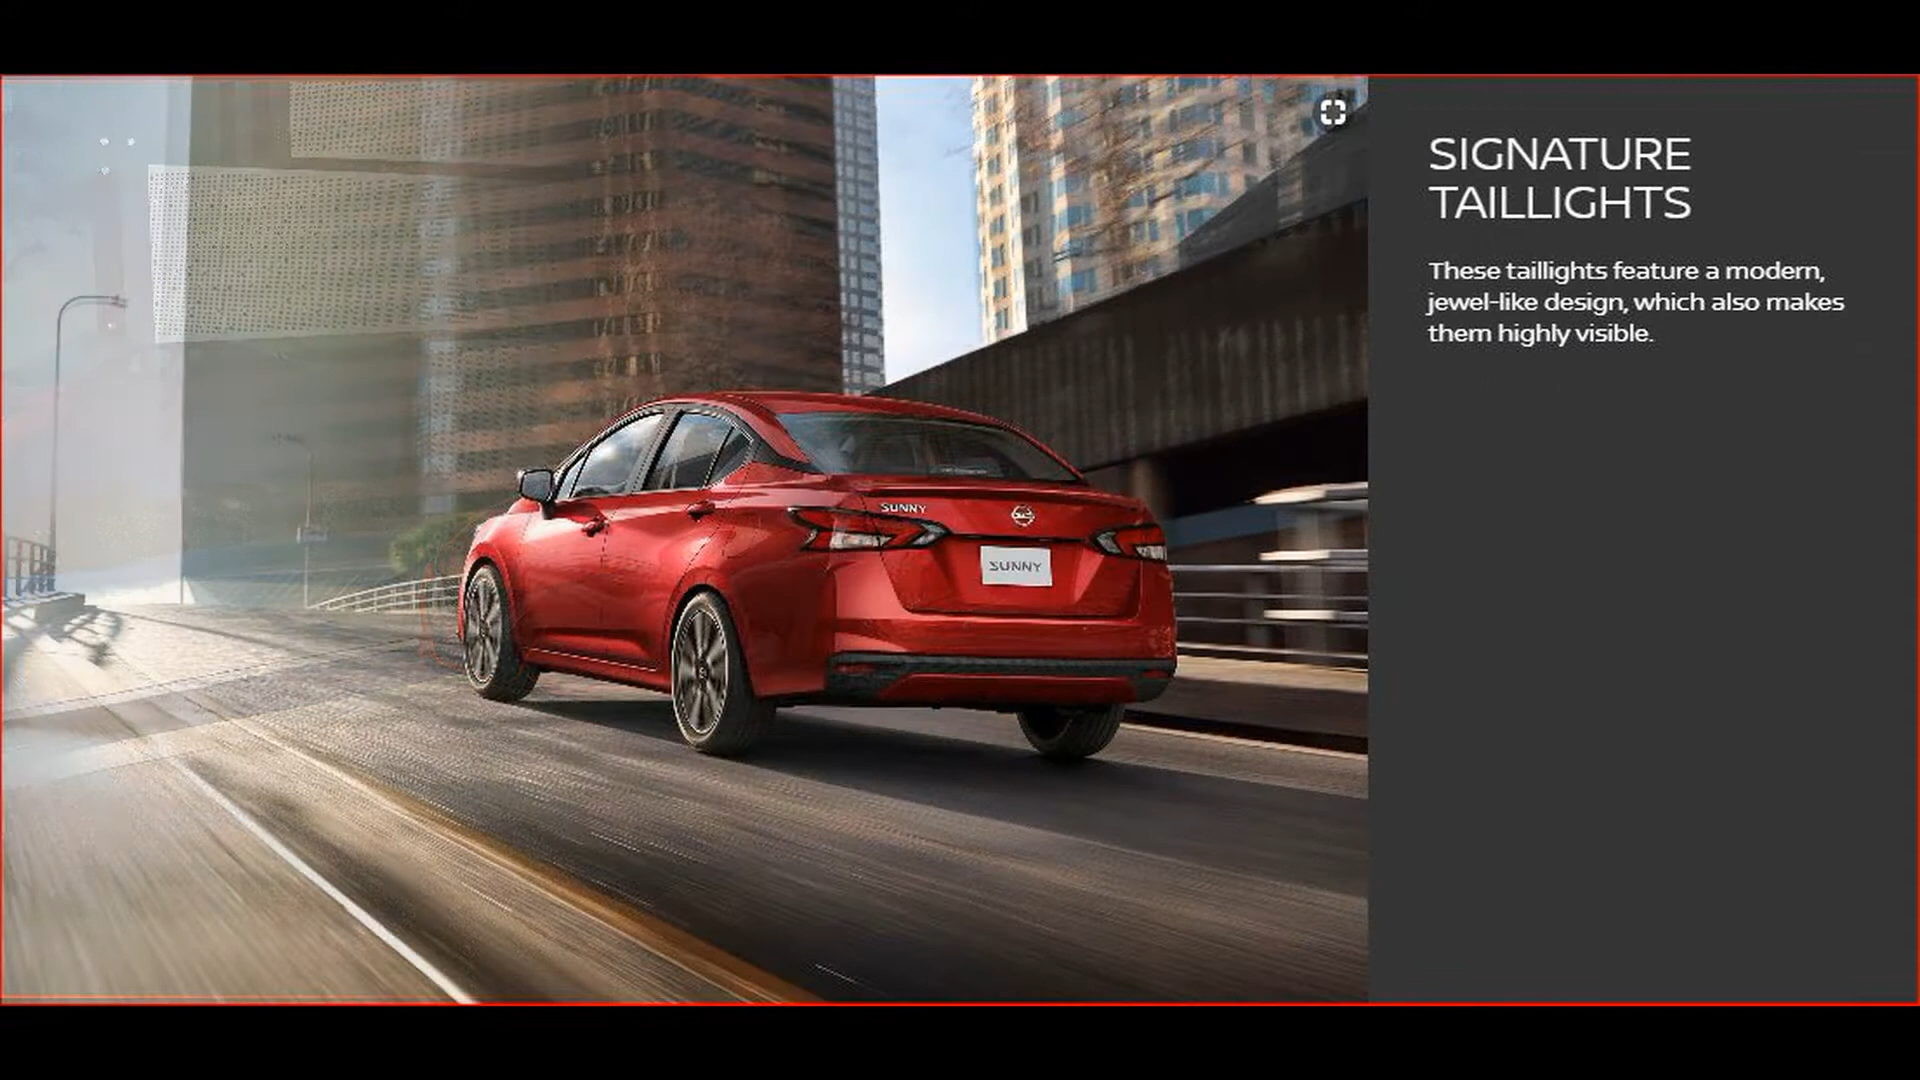 SIGNATURE
TAILLIGHTS
These taillights feature a modern,
jewel-like design, which also makes
them highly visible.
SUNNY
SUNNY